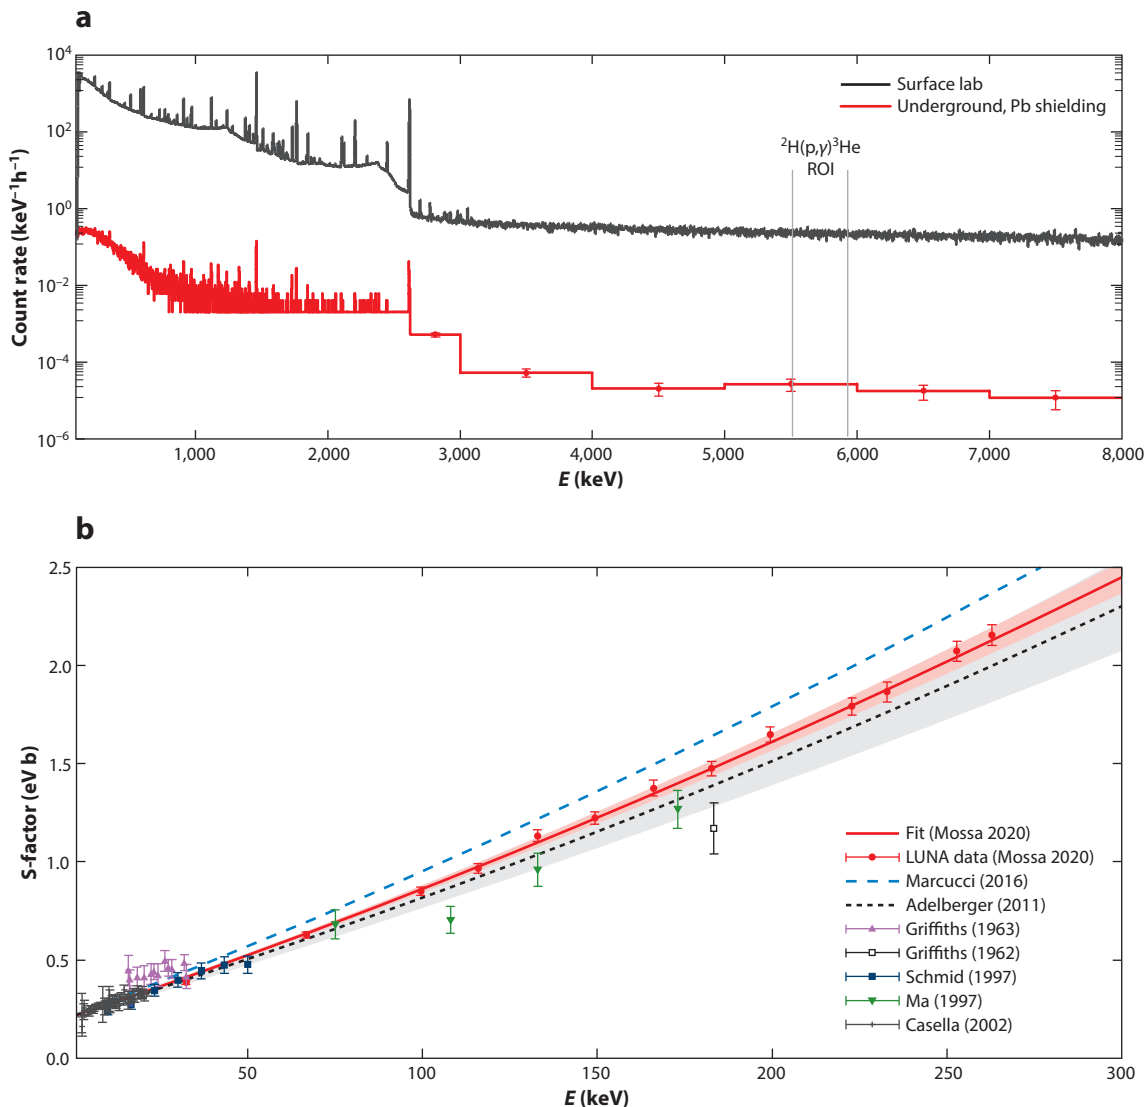 a
10⁴
10²
10⁰
10⁻²
10⁻⁴
10⁻⁶
Count rate (keV⁻¹h⁻¹)
Surface lab
Underground, Pb shielding
²H(p,γ)³He
ROI
1,000
2,000
3,000
4,000
5,000
6,000
7,000
8,000
E (keV)
b
2.5
2.0
1.5
1.0
0.5
0.0
S-factor (eV b)
Fit (Mossa 2020)
LUNA data (Mossa 2020)
Marcucci (2016)
Adelberger (2011)
Griffiths (1963)
Griffiths (1962)
Schmid (1997)
Ma (1997)
Casella (2002)
50
100
150
200
250
300
E (keV)